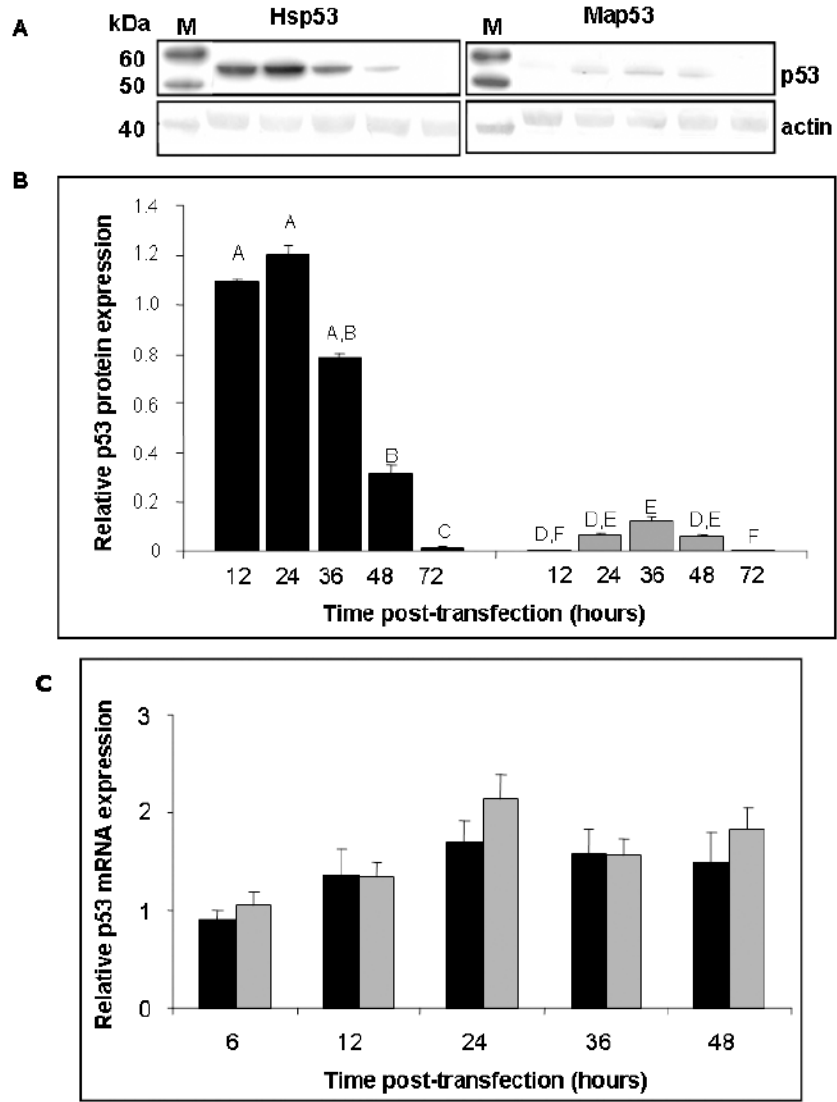 A
kDa
M
Hsp53
M
Map53
60
50
p53
40
actin
B
Relative p53 protein expression
1.4
1.2
1.0
0.8
0.6
0.4
0.2
0
A
A
A,B
B
C
D,F
D,E
E
D,E
F
12 24 36 48 72 12 24 36 48 72
Time post-transfection (hours)
C
Relative p53 mRNA expression
3
2
1
0
6 12 24 36 48
Time post-transfection (hours)